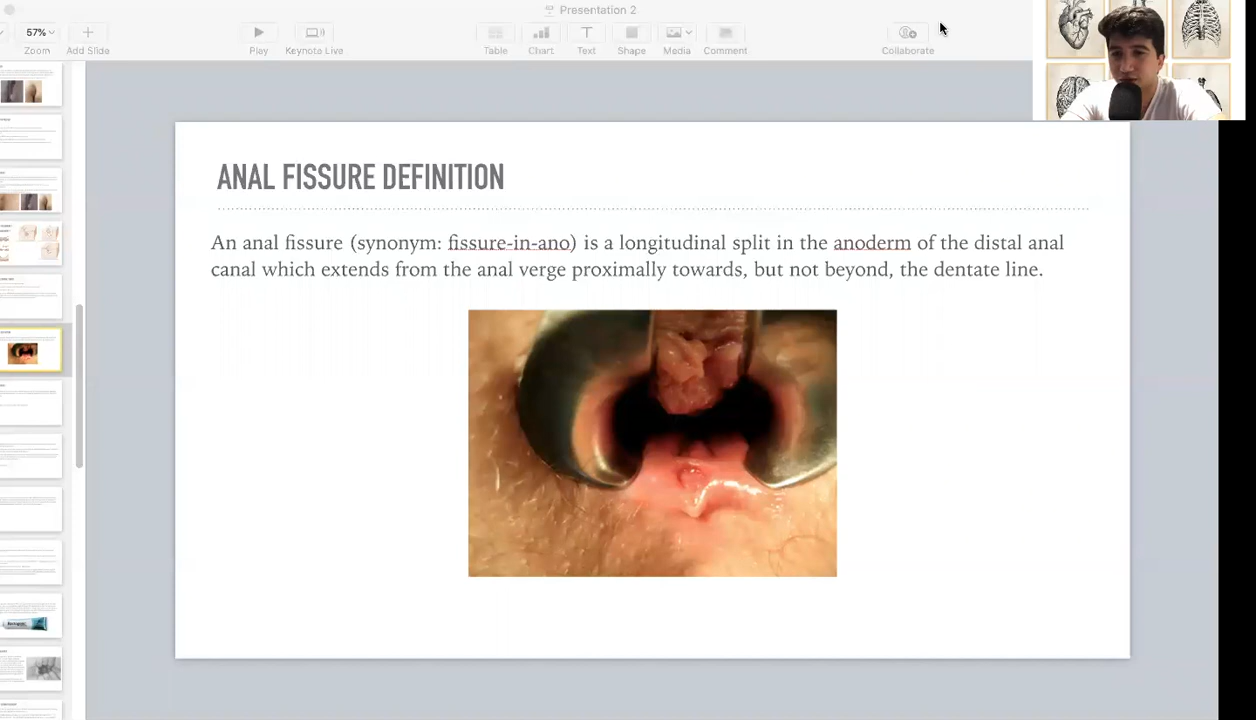 Presentation 2
57%
Zoom
Add Slide
Play
Keynote Live
Table
Chart
Text
Shape
Media
Comment
Collaborate
ANAL FISSURE DEFINITION
An anal fissure (synonym: fissure-in-ano) is a longitudinal split in the anoderm of the distal anal
canal which extends from the anal verge proximally towards, but not beyond, the dentate line.